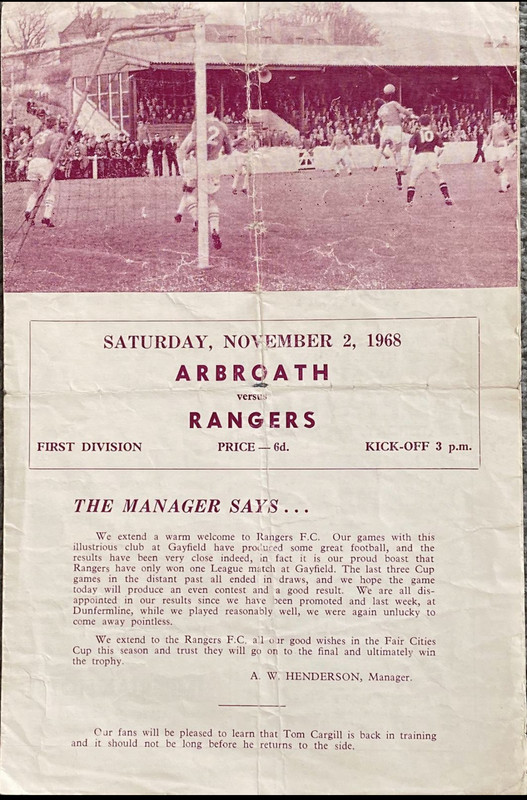 2
10
SATURDAY, NOVEMBER 2, 1968
ARBROATH
versus
RANGERS
FIRST DIVISION PRICE — 6d. KICK-OFF 3 p.m.
THE MANAGER SAYS . . .
We extend a warm welcome to Rangers F.C. Our games with this
illustrious club at Gayfield have produced some great football, and the
results have been very close indeed, in fact it is our proud boast that
Rangers have only won one League match at Gayfield. The last three Cup
games in the distant past all ended in draws, and we hope the game
today will produce an even contest and a good result. We are all dis-
appointed in our results since we have been promoted and last week, at
Dunfermline, while we played reasonably well, we were again unlucky to
come away pointless.
We extend to the Rangers F.C. all our good wishes in the Fair Cities
Cup this season and trust they will go on to the final and ultimately win
the trophy.
A. W. HENDERSON, Manager.
Our fans will be pleased to learn that Tom Cargill is back in training
and it should not be long before he returns to the side.